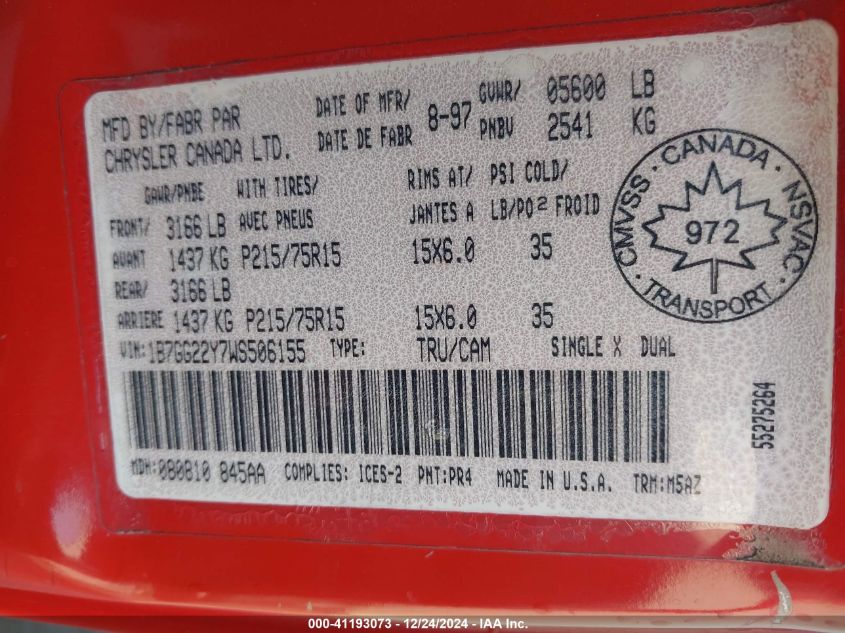 MFD BY/FABR PAR DATE OF MFR/ 8-97 GVWR/ 05600 LB
CHRYSLER CANADA LTD. DATE DE FABR PNBV 2541 KG
GAWR/PNBE WITH TIRES/ RIMS AT/ PSI COLD/
FRONT/ 3166 LB AVEC PNEUS JANTES A LB/PO² FROID
AVANT 1437 KG P215/75R15 15X6.0 35
REAR/ 3166 LB
ARRIERE 1437 KG P215/75R15 15X6.0 35
VIN:1B7GG22Y7WS506155 TYPE: TRU/CAM SINGLE X DUAL
MDH:080810 845AA COMPLIES: ICES-2 PNT:PR4 MADE IN U.S.A. TRM:M5AZ
55275264
· CANADA ·
CMVSS NSVAC
972
· TRANSPORT ·
000-41193073 - 12/24/2024 - IAA Inc.